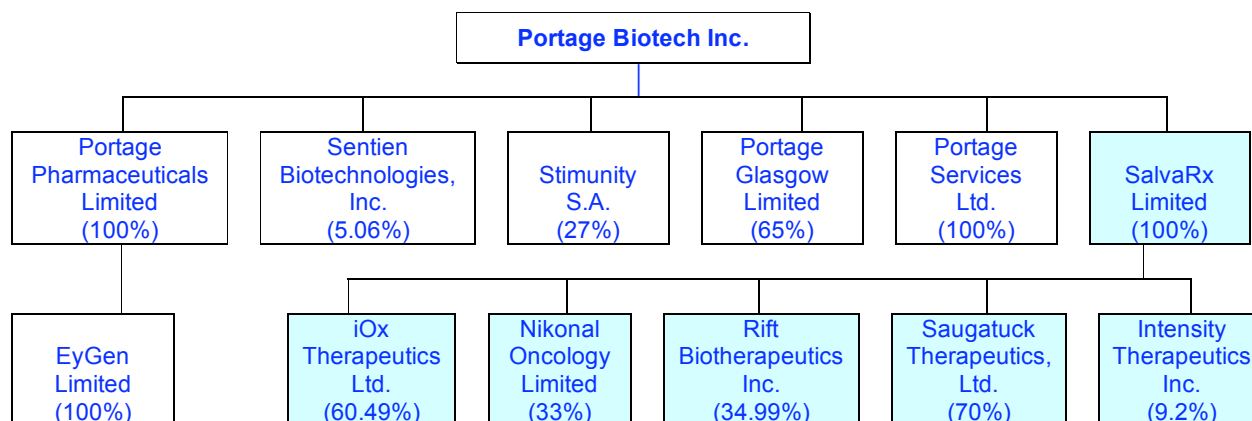 Portage Biotech Inc.
Portage
Pharmaceuticals
Limited
(100%)
Sentien
Biotechnologies,
Inc.
(5.06%)
Stimunity
S.A.
(27%)
Portage
Glasgow
Limited
(65%)
Portage
Services
Ltd.
(100%)
SalvaRx
Limited
(100%)
EyGen
Limited
(100%)
iOx
Therapeutics
Ltd.
(60.49%)
Nikonal
Oncology
Limited
(33%)
Rift
Biotherapeutics
Inc.
(34.99%)
Saugatuck
Therapeutics,
Ltd.
(70%)
Intensity
Therapeutics
Inc.
(9.2%)